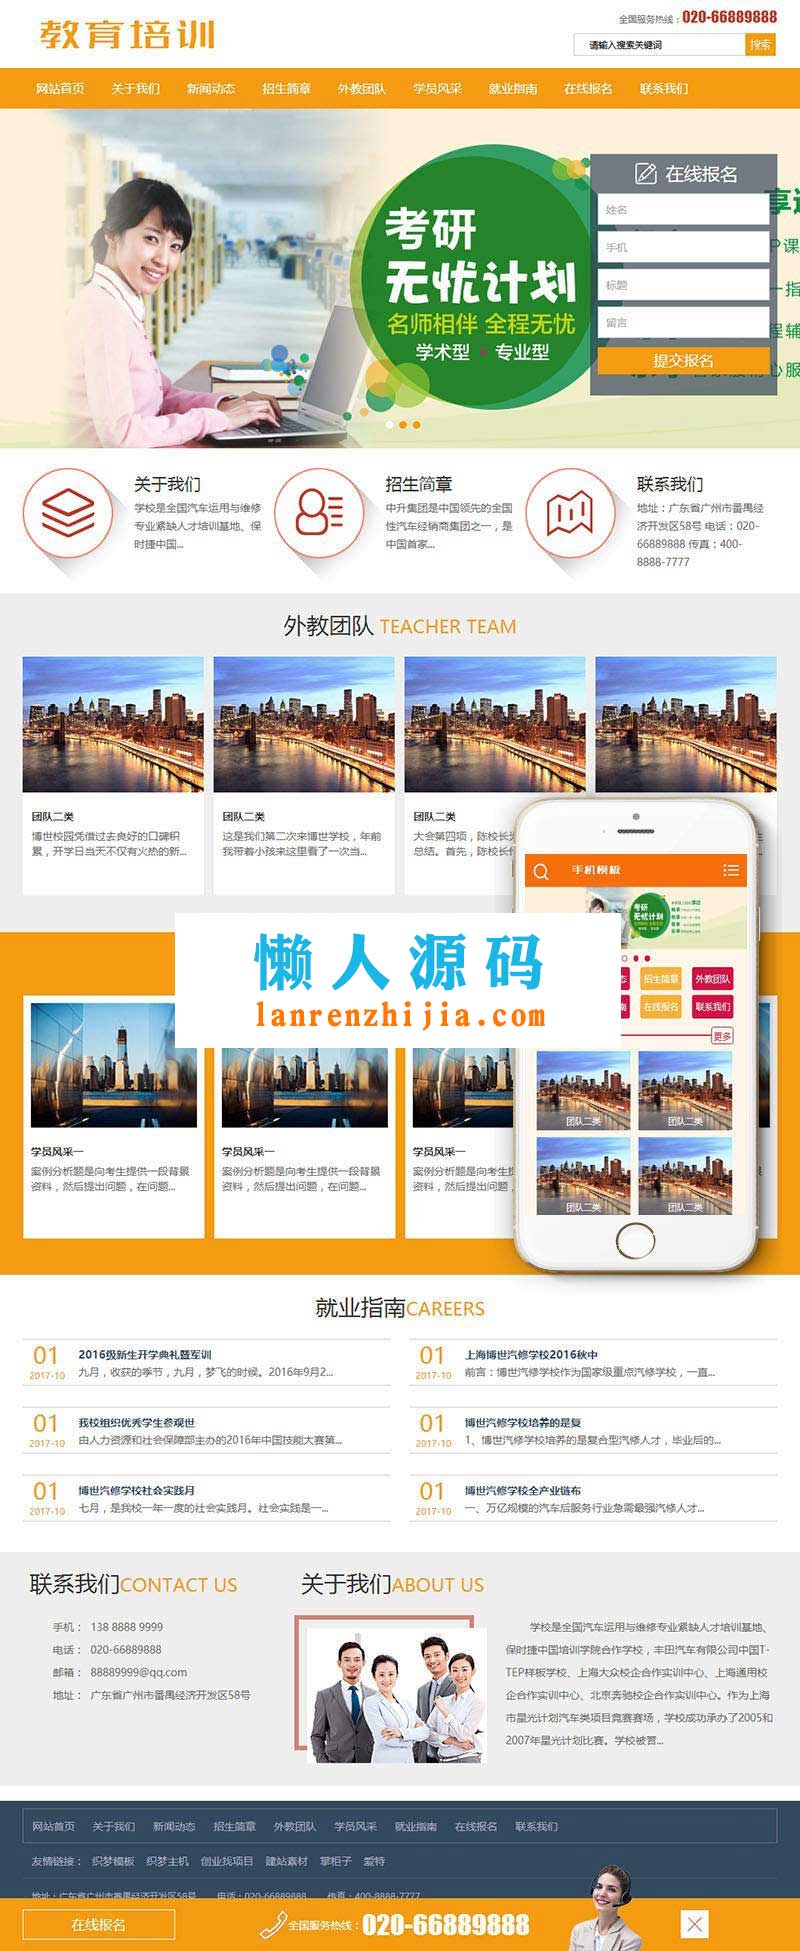 教育培训
全国服务热线：020-66889888
请输入搜索关键词
搜索
网站首页 关于我们 新闻动态 招生简章 外教团队 学员风采 就业指南 在线报名 联系我们
考研
无忧计划
名师相伴 全程无忧
学术型 · 专业型
在线报名
姓名
手机
标题
留言
提交报名
关于我们
学校是全国汽车运用与维修
专业紧缺人才培训基地、保
时捷中国...
招生简章
中升集团是中国领先的全国
性汽车经销商集团之一，是
中国首家...
联系我们
地址：广东省广州市番禺经
济开发区58号 电话：020-
66889888 传真：400-
8888-7777
外教团队 TEACHER TEAM
团队二类
博世校园凭借过去良好的口碑积
累，开学日当天不仅有火热的新...
团队二类
这是我们第二次来博世学校，年前
我带着小孩来这里看了一次当...
团队二类
大会第四项，陈校长
总结。首先，陈校长
手机模板
考研
无忧计划
招生简章 外教团队
在线报名 联系我们
更多
团队二类 团队二类
团队二类 团队二类
懒人源码
lanrenzhijia.com
学员风采一
案例分析题是向考生提供一段背景
资料，然后提出问题，在问题...
学员风采一
案例分析题是向考生提供一段背景
资料，然后提出问题，在问题...
学员风采一
案例分析题是向考生
资料，然后提出问题
就业指南CAREERS
01
2017-10
2016级新生开学典礼暨军训
九月，收获的季节，九月，梦飞的时候。2016年9月2...
01
2017-10
上海博世汽修学校2016秋中
前言：博世汽修学校作为国家级重点汽修学校，一直...
01
2017-10
我校组织优秀学生参观世
由人力资源和社会保障部主办的2016年中国技能大赛第...
01
2017-10
博世汽修学校培养的是复
1、博世汽修学校培养的是复合型汽修人才，毕业后的...
01
2017-10
博世汽修学校社会实践月
七月，是我校一年一度的社会实践月。社会实践是一...
01
2017-10
博世汽修学校全产业链布
一、万亿规模的汽车后服务行业急需最强汽修人才...
联系我们CONTACT US
手机： 138 8888 9999
电话： 020-66889888
邮箱： 88889999@qq.com
地址： 广东省广州市番禺经济开发区58号
关于我们ABOUT US
学校是全国汽车运用与维修专业紧缺人才培训基地、
保时捷中国培训学院合作学校，丰田汽车有限公司中国T-
TEP样板学校、上海大众校企合作实训中心、上海通用校
企合作实训中心、北京奔驰校企合作实训中心。作为上海
市星光计划汽车类项目竞赛赛场，学校成功承办了2005和
2007年星光计划比赛。学校被誉...
网站首页 关于我们 新闻动态 招生简章 外教团队 学员风采 就业指南 在线报名 联系我们
友情链接： 织梦模板 织梦主机 创业找项目 建站素材 掌柜子 爱特
地址：广东省广州市番禺经济开发区58号 电话：020-66889888 传真：400-8888-7777
在线报名
全国服务热线：020-66889888